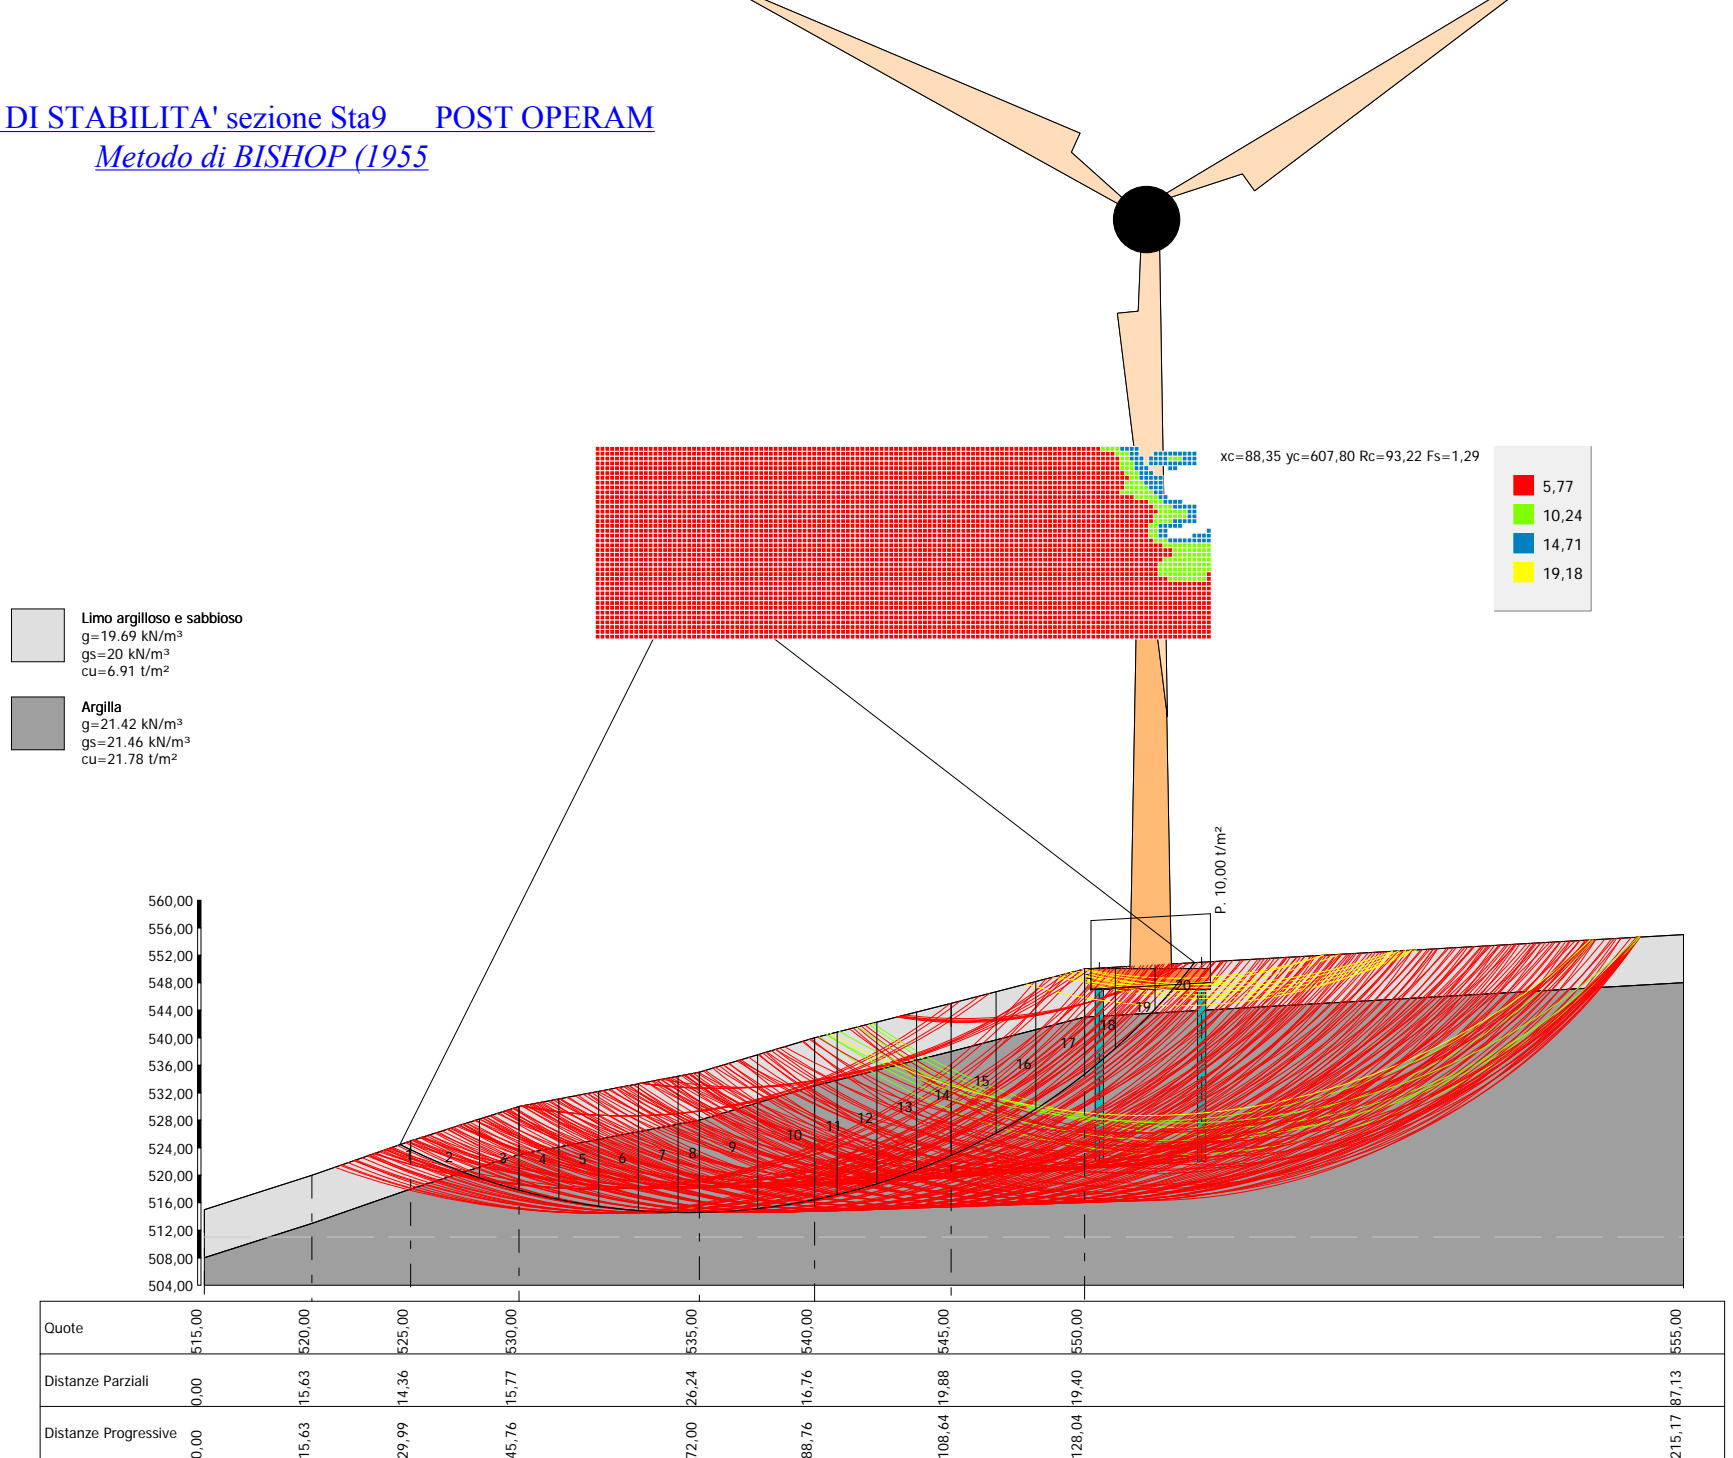 DI STABILITA' sezione Sta9 POST OPERAM
Metodo di BISHOP (1955
xc=88,35 yc=607,80 Rc=93,22 Fs=1,29
5,77
10,24
14,71
19,18
Limo argilloso e sabbioso
g=19.69 kN/m³
gs=20 kN/m³
cu=6.91 t/m²
Argilla
g=21.42 kN/m³
gs=21.46 kN/m³
cu=21.78 t/m²
P. 10,00 t/m²
560,00
556,00
552,00
548,00
544,00
540,00
536,00
532,00
528,00
524,00
520,00
516,00
512,00
508,00
504,00
1 2 3 4 5 6 7 8 9 10 11 12 13 14 15 16 17 18 19 20
Quote 515,00 520,00 525,00 530,00 535,00 540,00 545,00 550,00 555,00
Distanze Parziali 0,00 15,63 14,36 15,77 26,24 16,76 19,88 19,40 87,13
Distanze Progressive 0,00 15,63 29,99 45,76 72,00 88,76 108,64 128,04 215,17